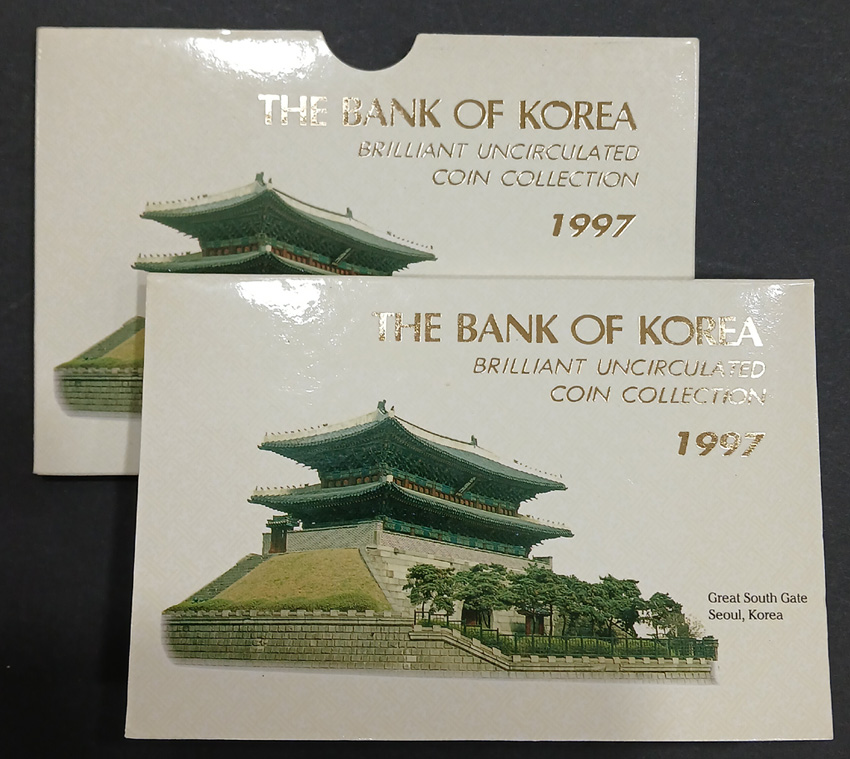 THE BANK OF KOREA
BRILLIANT UNCIRCULATED
COIN COLLECTION
1997
THE BANK OF KOREA
BRILLIANT UNCIRCULATED
COIN COLLECTION
1997
Great South Gate
Seoul, Korea